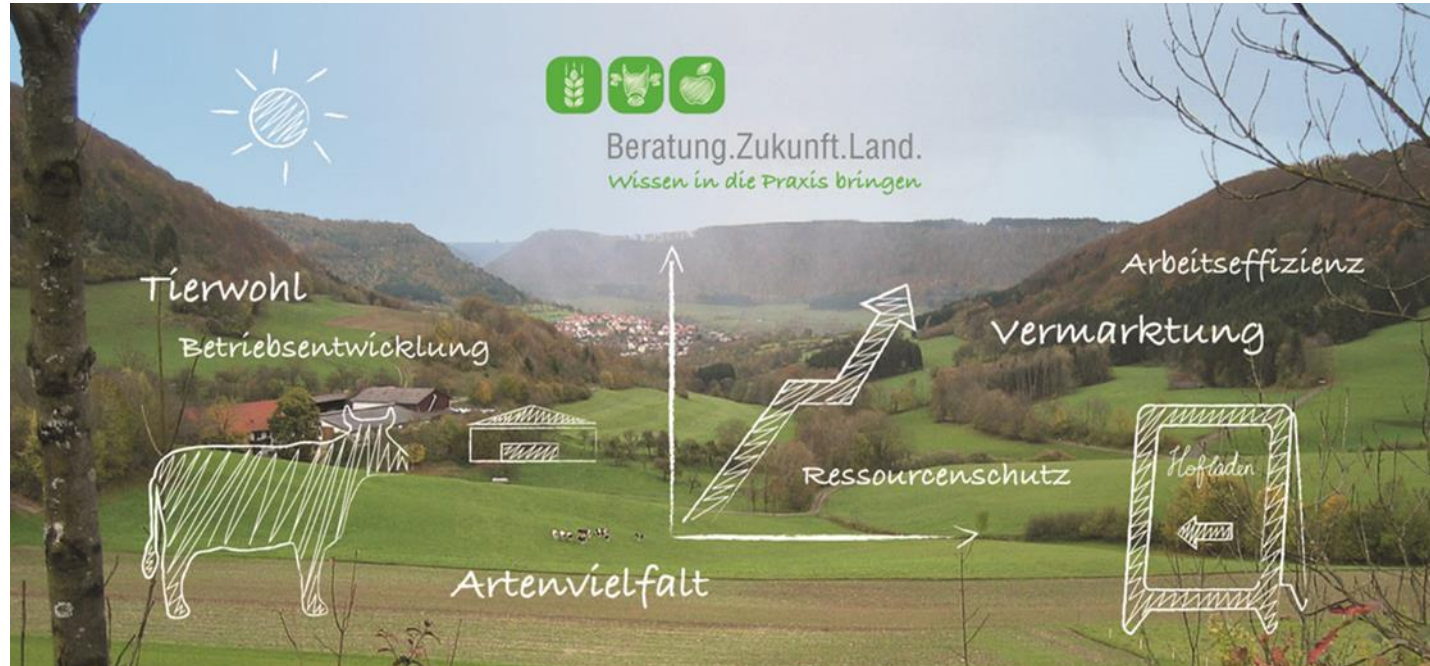 Beratung.Zukunft.Land.
Wissen in die Praxis bringen
Tierwohl
Betriebsentwicklung
Arbeitseffizienz
Vermarktung
Ressourcenschutz
Hofladen
Artenvielfalt